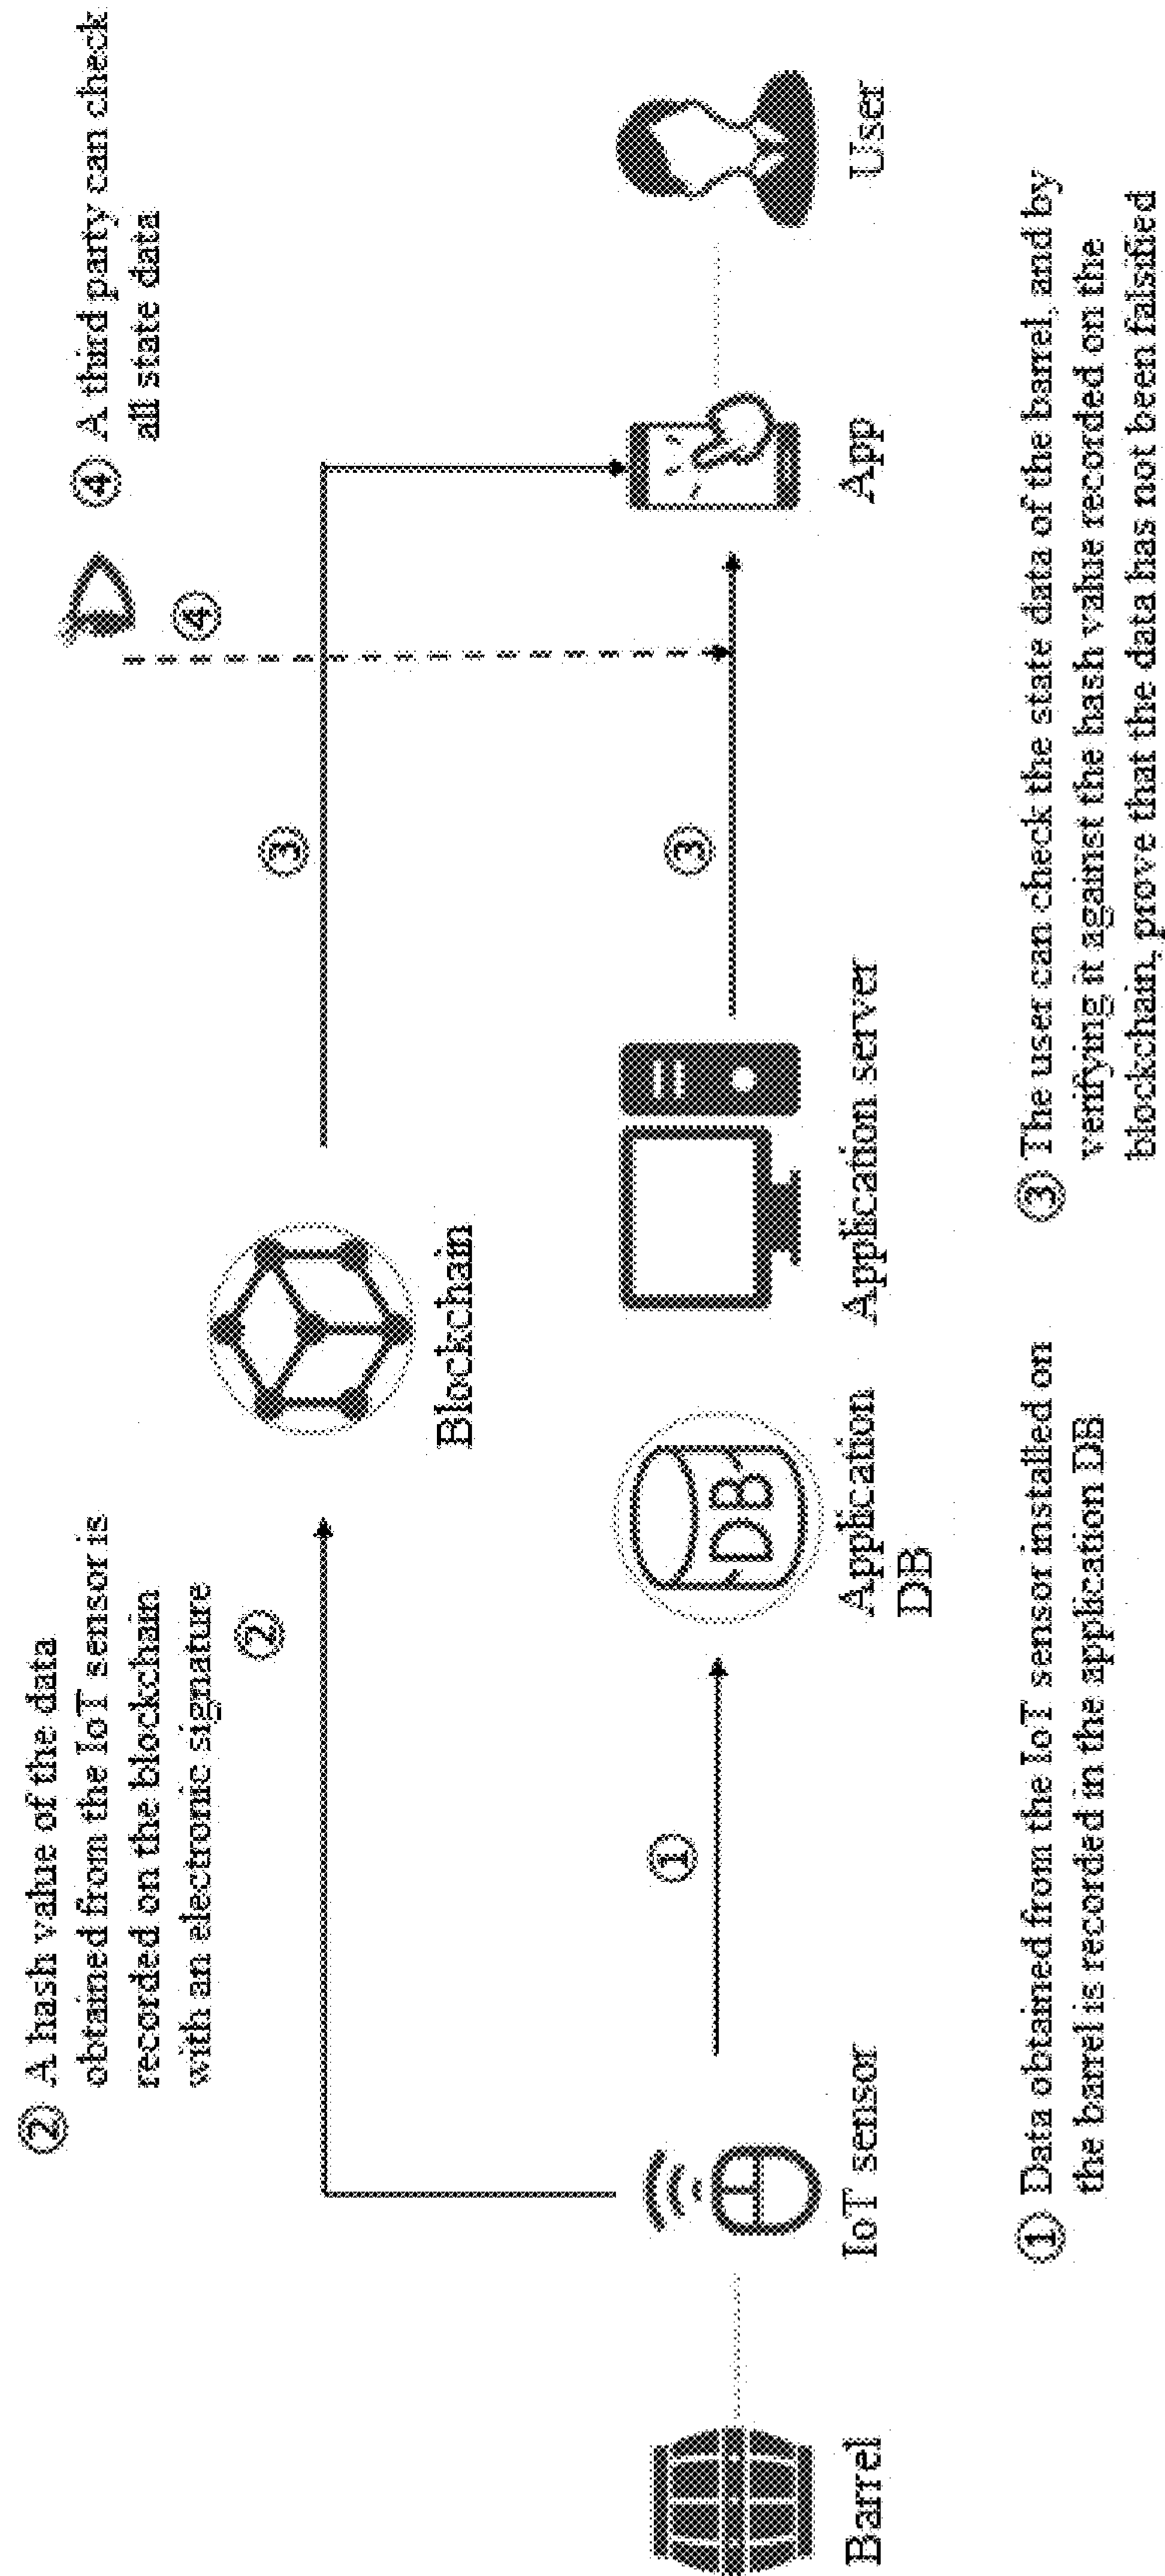 ② A hash value of the data
obtained from the IoT sensor is
recorded on the blockchain
with an electronic signature
②
④ A third party can check
all state data
④
③
Blockchain
①
③
DB
Barrel
IoT sensor
Application
DB
Application server
App
User
① Data obtained from the IoT sensor installed on
the barrel is recorded in the application DB
③ The user can check the state data of the barrel, and by
verifying it against the hash value recorded on the
blockchain, prove that the data has not been falsified